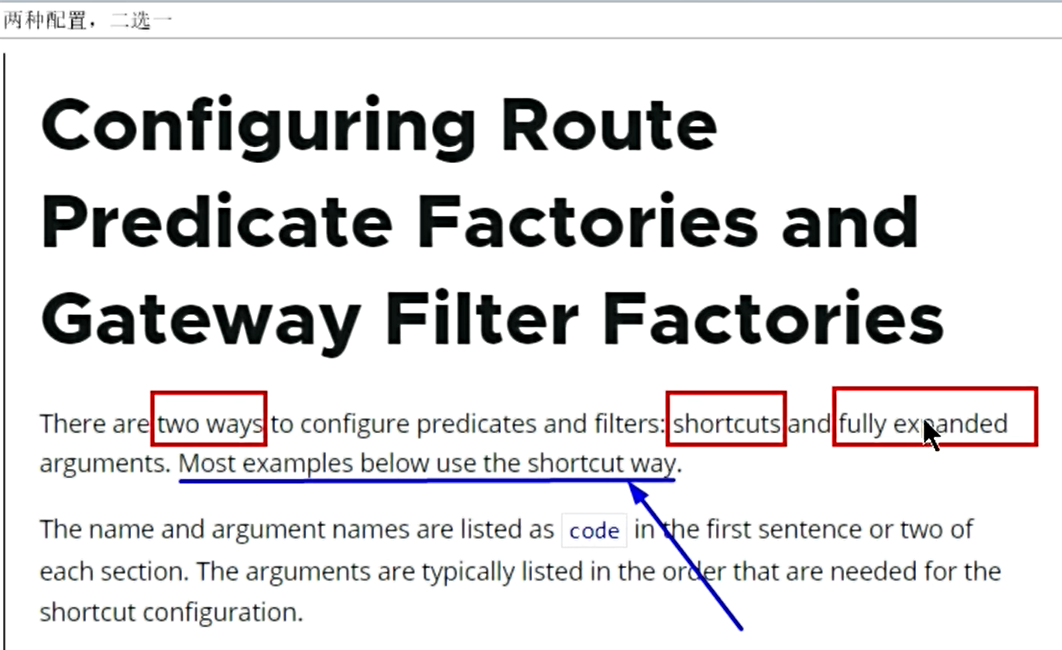 两种配置，二选一
Configuring Route
Predicate Factories and
Gateway Filter Factories
There are two ways to configure predicates and filters: shortcuts and fully expanded
arguments. Most examples below use the shortcut way.
The name and argument names are listed as code in the first sentence or two of
each section. The arguments are typically listed in the order that are needed for the
shortcut configuration.